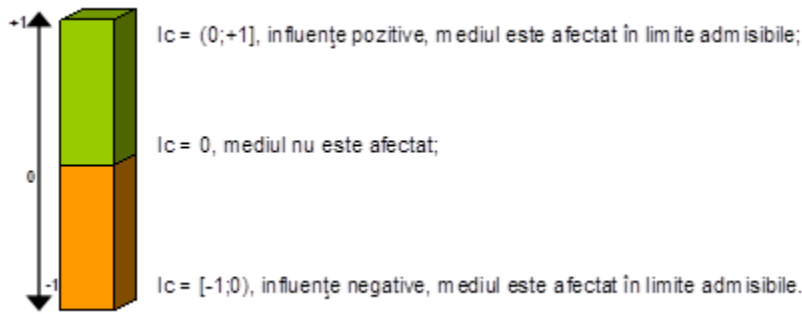 +1
Ic = (0;+1], influenţe pozitive, mediul este afectat în limite admisibile;
Ic = 0, mediul nu este afectat;
0
-1
Ic = [-1;0), influenţe negative, mediul este afectat în limite admisibile.